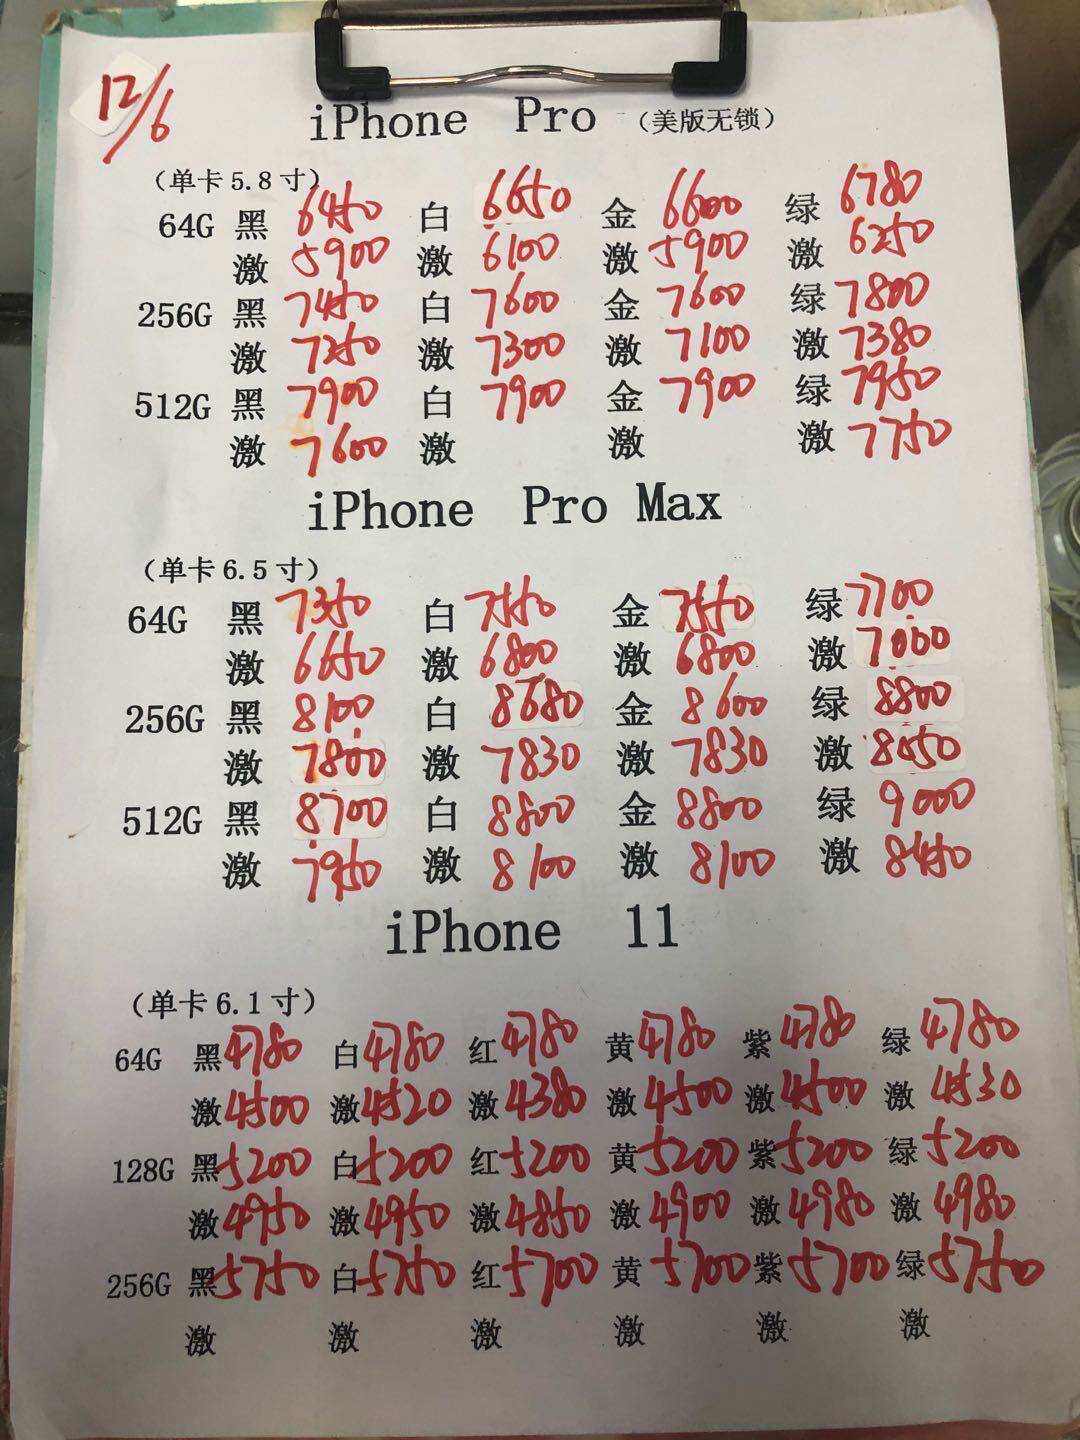 12/6
iPhone Pro （美版无锁）
（单卡5.8寸）
64G 黑 6450 白 6650 金 6600 绿 6780
激 5900 激 6100 激 5900 激 6250
256G 黑 7450 白 7600 金 7600 绿 7800
激 7250 激 7300 激 7100 激 7380
512G 黑 7900 白 7900 金 7900 绿 7950
激 7600 激 激 激 7750
iPhone Pro Max
（单卡6.5寸）
64G 黑 7350 白 7550 金 7550 绿 7700
激 6650 激 6800 激 6800 激 7000
256G 黑 8100 白 8680 金 8600 绿 8800
激 7800 激 7830 激 7830 激 8050
512G 黑 8700 白 8800 金 8800 绿 9000
激 7950 激 8100 激 8100 激 8450
iPhone 11
（单卡6.1寸）
64G 黑 4780 白 4780 红 4780 黄 4780 紫 4780 绿 4780
激 4500 激 4520 激 4380 激 4500 激 4500 激 4530
128G 黑 5200 白 5200 红 5200 黄 5200 紫 5200 绿 5200
激 4950 激 4950 激 4850 激 4900 激 4980 激 4980
256G 黑 5750 白 5750 红 5700 黄 5700 紫 5700 绿 5750
激 激 激 激 激 激